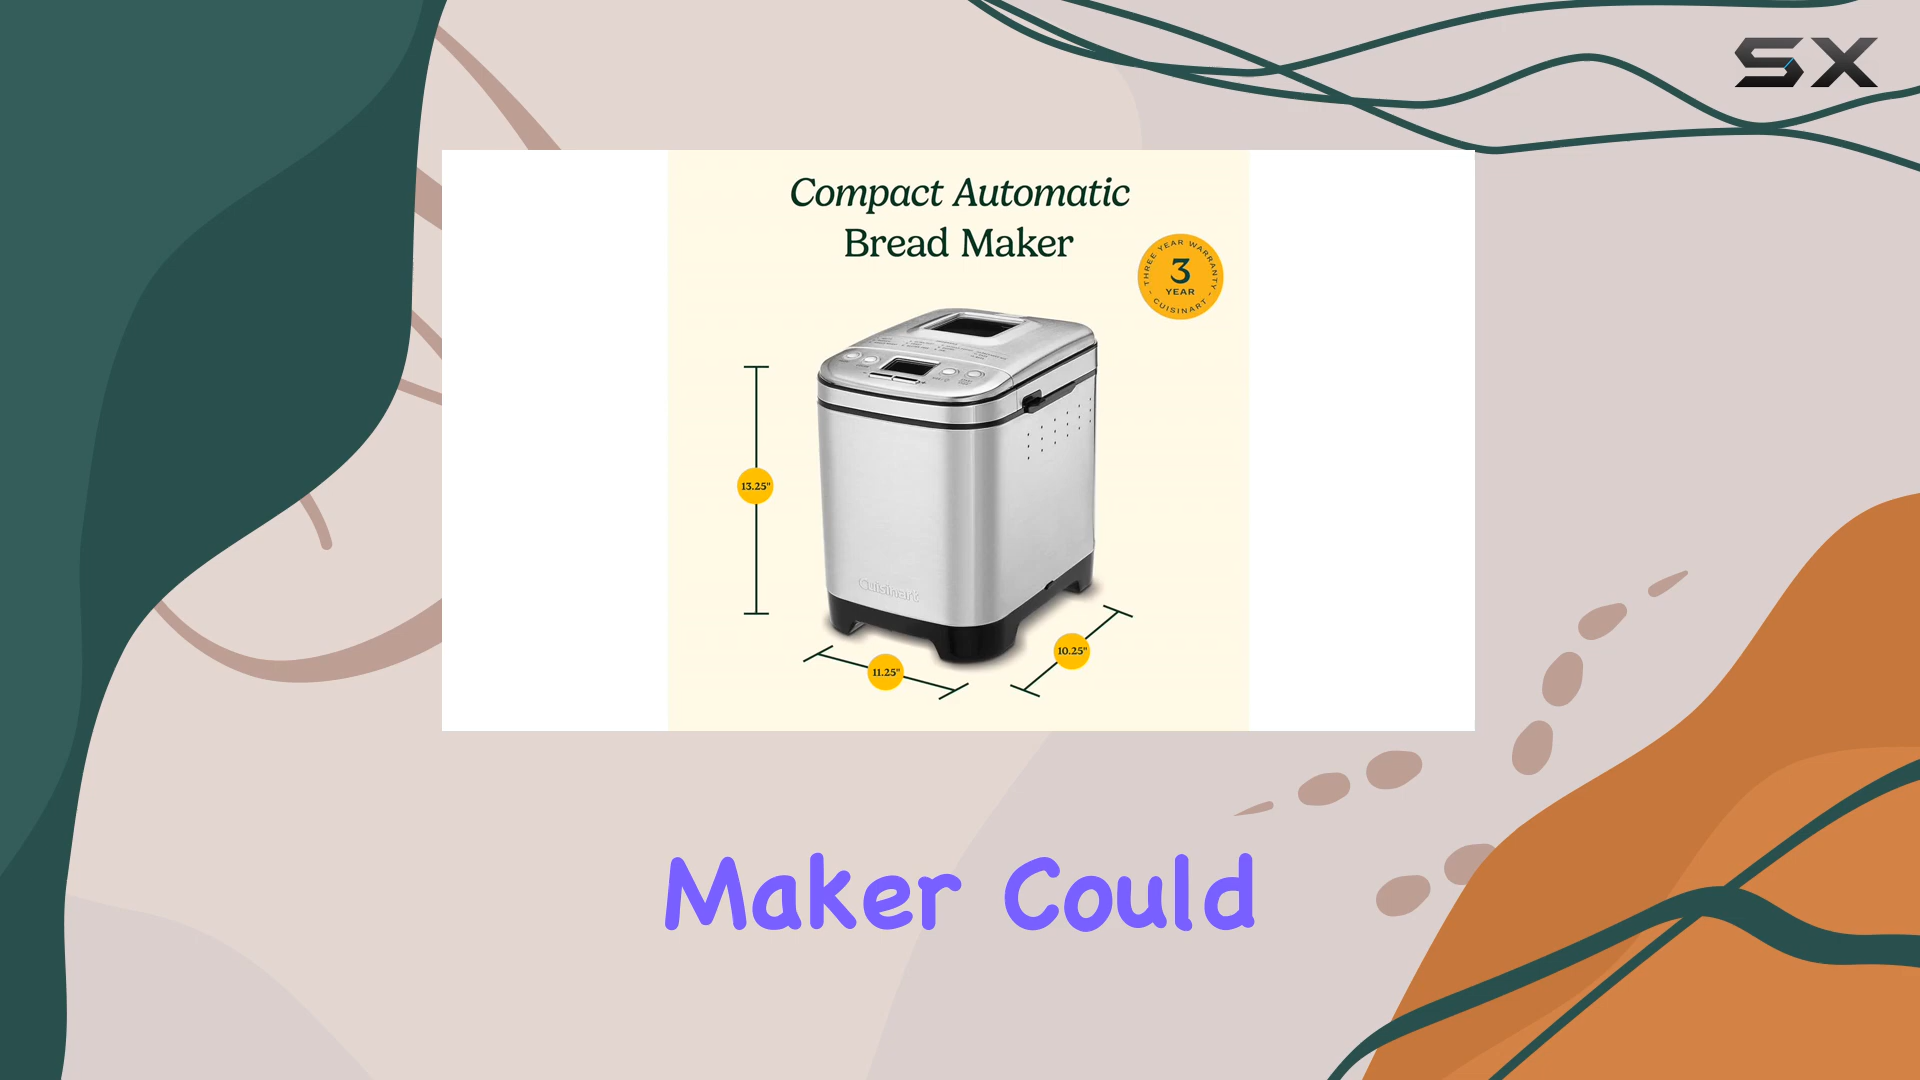 SX
Compact Automatic
Bread Maker
THREE YEAR WARRANTY
3
YEAR
CUISINART
13.25"
Cuisinart
10.25"
11.25"
Maker Could